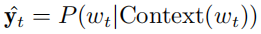 ŷ_t = P(w_t|Context(w_t))